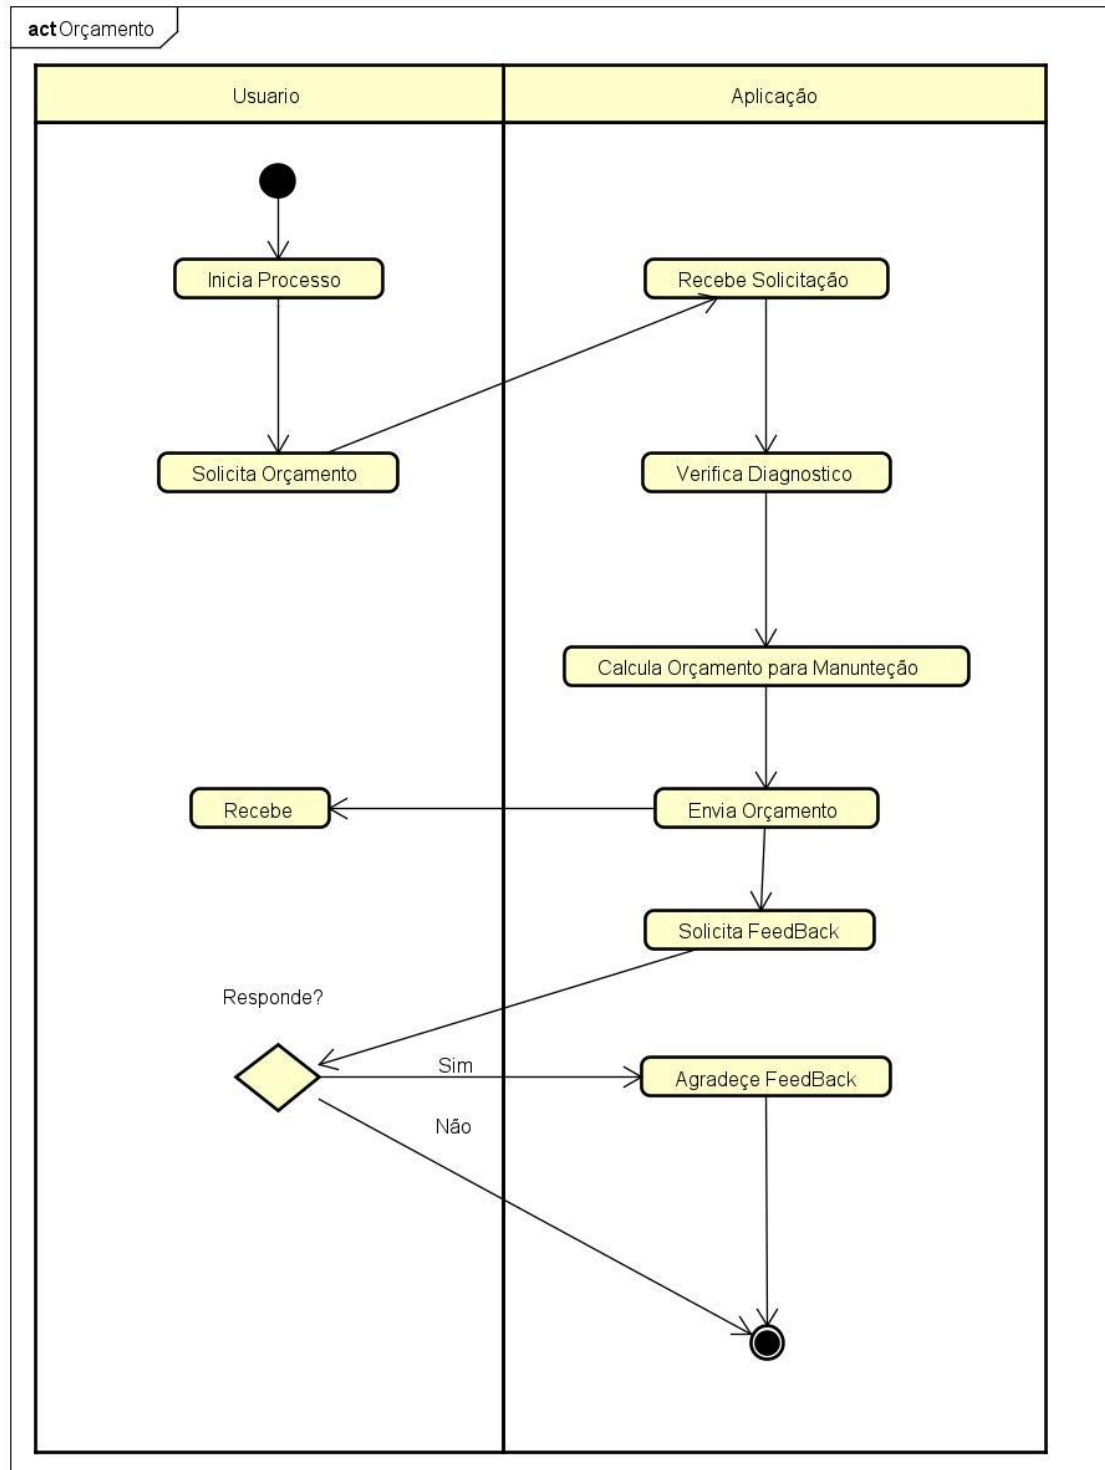 act Orçamento
Usuario
Aplicação
Inicia Processo
Recebe Solicitação
Solicita Orçamento
Verifica Diagnostico
Calcula Orçamento para Manunteção
Recebe
Envia Orçamento
Solicita FeedBack
Responde?
Sim
Agradeçe FeedBack
Não